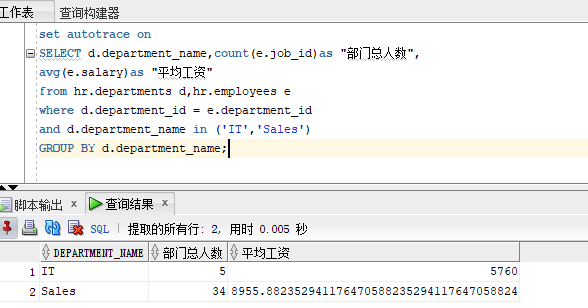 工作表 查询构建器
set autotrace on
SELECT d.department_name,count(e.job_id)as "部门总人数",
avg(e.salary)as "平均工资"
from hr.departments d,hr.employees e
where d.department_id = e.department_id
and d.department_name in ('IT','Sales')
GROUP BY d.department_name;
脚本输出 x 查询结果 x
SQL | 提取的所有行: 2, 用时 0.005 秒
DEPARTMENT_NAME 部门总人数 平均工资
1 IT 5 5760
2 Sales 34 8955.88235294117647058823529411764705882